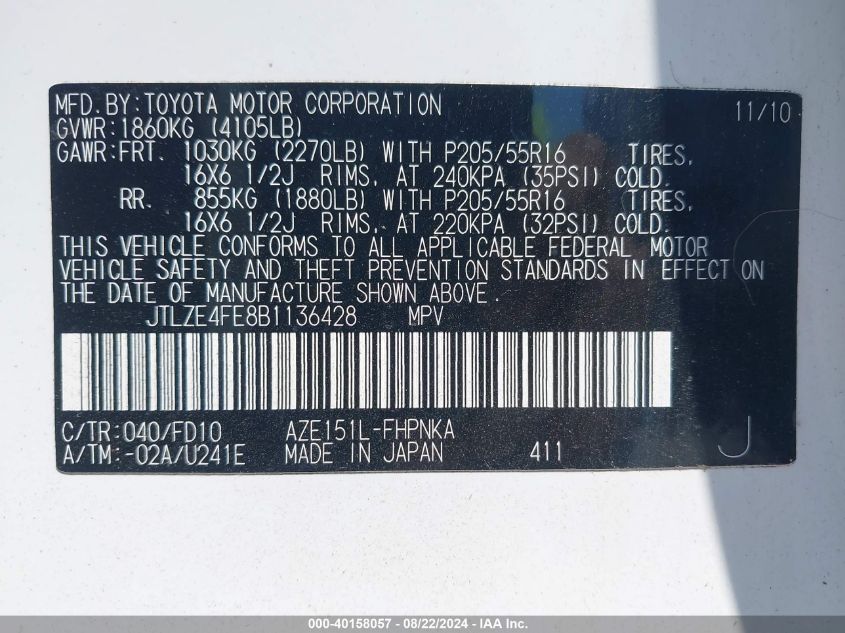 MFD.BY:TOYOTA MOTOR CORPORATION 11/10
GVWR:1860KG (4105LB)
GAWR:FRT. 1030KG (2270LB) WITH P205/55R16 TIRES,
16X6 1/2J RIMS, AT 240KPA (35PSI) COLD.
RR. 855KG (1880LB) WITH P205/55R16 TIRES,
16X6 1/2J RIMS, AT 220KPA (32PSI) COLD.
THIS VEHICLE CONFORMS TO ALL APPLICABLE FEDERAL MOTOR
VEHICLE SAFETY AND THEFT PREVENTION STANDARDS IN EFFECT ON
THE DATE OF MANUFACTURE SHOWN ABOVE.
JTLZE4FE8B1136428 MPV
C/TR:040/FD10 AZE151L-FHPNKA
A/TM:-02A/U241E MADE IN JAPAN 411 J
000-40158057 - 08/22/2024 - IAA Inc.